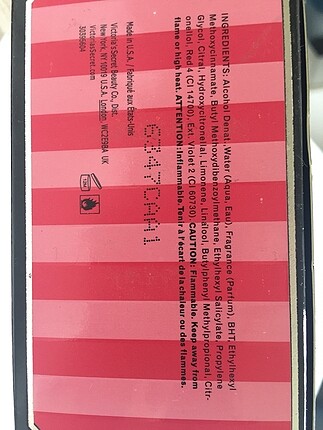 INGREDIENTS: Alcohol Denat., Water (Aqua, Eau), Fragrance (Parfum), BHT, Ethylhexyl
Methoxycinnamate, Butyl Methoxydibenzoylmethane, Ethylhexyl Salicylate, Propylene
Glycol, Citral, Hydroxycitronellal, Limonene, Linalool, Butylphenyl Methylpropional, Citr-
onellol, Red 4 (CI 14700), Ext. Violet 2 (CI 60730). CAUTION: Flammable. Keep away from
flame or high heat. ATTENTION: Inflammable. Tenir à l'écart de la chaleur ou des flammes.
6347CAA1
Made in U.S.A. / Fabriqué aux États-Unis
Victoria's Secret Beauty Co., Dist.
New York, NY 10019 U.S.A. London, WC2E9BA UK
VictoriasSecret.com